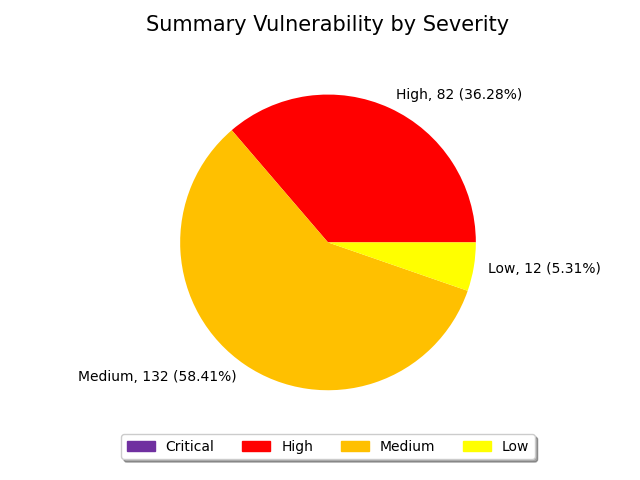 Summary Vulnerability by Severity
High, 82 (36.28%)
Low, 12 (5.31%)
Medium, 132 (58.41%)
Critical High Medium Low